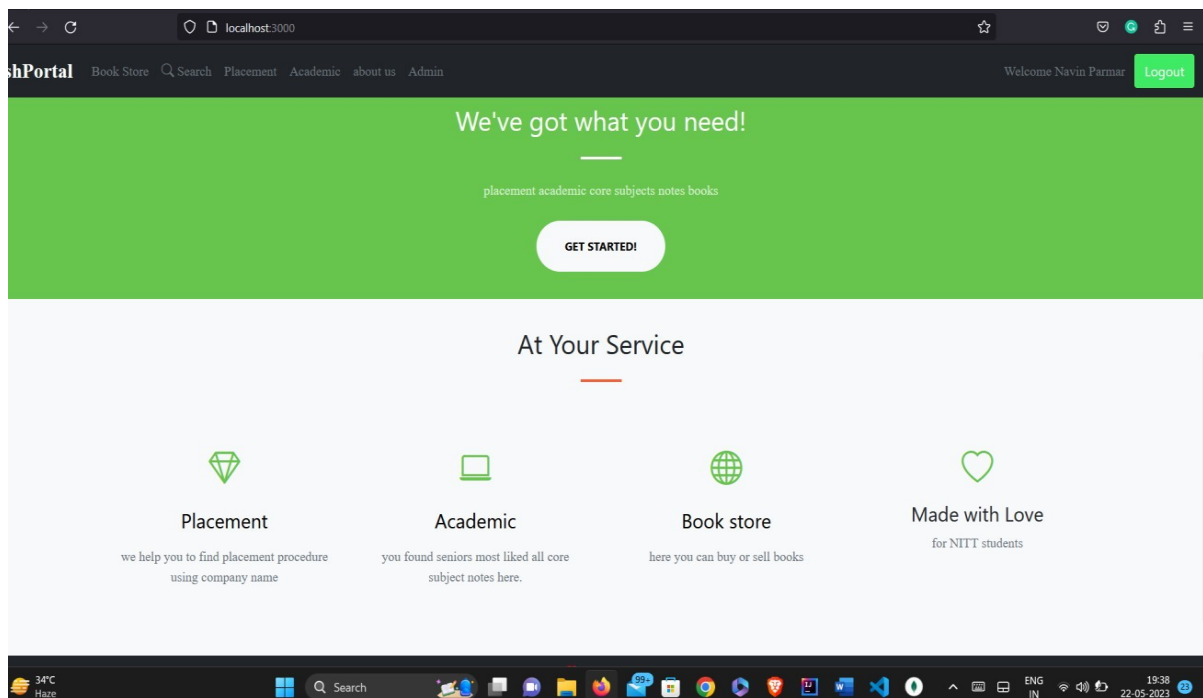 localhost:3000
shPortal Book Store Search Placement Academic about us Admin Welcome Navin Parmar Logout
We've got what you need!
placement academic core subjects notes books
GET STARTED!
At Your Service
Placement
we help you to find placement procedure
using company name
Academic
you found seniors most liked all core
subject notes here.
Book store
here you can buy or sell books
Made with Love
for NITT students
34°C
Haze
Search
99+
ENG
IN
19:38
22-05-2023
23